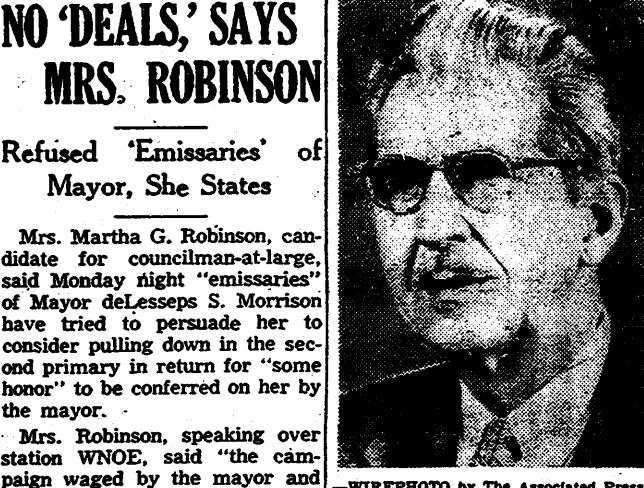 NO 'DEALS,' SAYS
MRS. ROBINSON
Refused 'Emissaries' of
Mayor, She States
Mrs. Martha G. Robinson, can-
didate for councilman-at-large,
said Monday night "emissaries"
of Mayor deLesseps S. Morrison
have tried to persuade her to
consider pulling down in the sec-
ond primary in return for "some
honor" to be conferred on her by
the mayor.
Mrs. Robinson, speaking over
station WNOE, said "the cam-
paign waged by the mayor and
—WIREPHOTO by The Associated Press